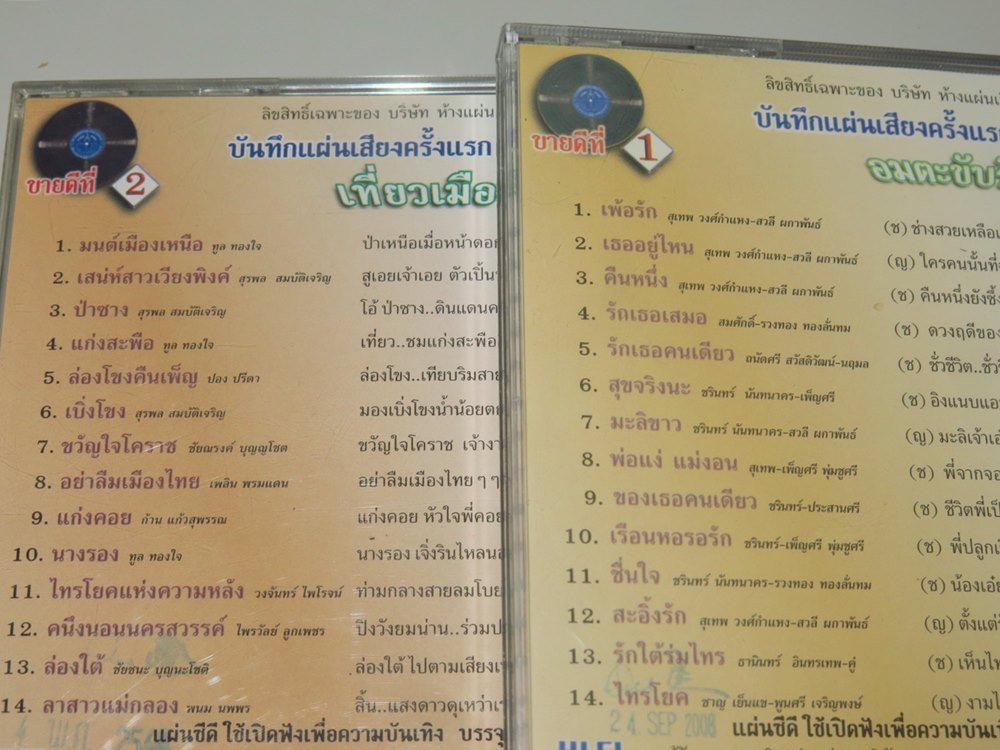 ลิขสิทธิ์เฉพาะของ บริษัท ห้างแผ่น
บันทึกแผ่นเสียงครั้งแรก
ขายดีที่ 2
เที่ยวเมือ
1. มนต์เมืองเหนือ ทูล ทองใจ ป่าเหนือเมื่อหน้าดอย
2. เสน่ห์สาวเวียงพิงค์ สุรพล สมบัติเจริญ สูเอยเจ้าเอย ตัวเปิ้น
3. ป่าซาง สุรพล สมบัติเจริญ โอ้ ป่าซาง..ดินแดนค
4. แก่งสะพือ ทูล ทองใจ เที่ยว..ชมแก่งสะพือ
5. ล่องโขงคืนเพ็ญ ปอง ปรีดา ล่องโขง..เทียบริมสาย
6. เบิ่งโขง สุรพล สมบัติเจริญ มองเบิ่งโขงน้ำน้อยต
7. ขวัญใจโคราช ชัยณรงค์ บุญญโชต ขวัญใจโคราช เจ้างา
8. อย่าลืมเมืองไทย เพลิน พรมแดน อย่าลืมเมืองไทย ๆ ๆ
9. แก่งคอย ก้าน แก้วสุพรรณ แก่งคอย หัวใจพี่คอย
10. นางรอง ทูล ทองใจ นางรอง เจิ่งรินไหลน
11. ไทรโยคแห่งความหลัง วงจันทร์ ไพโรจน์ ท่ามกลางสายลมโบย
12. คนึงนอนนครสวรรค์ ไพรวัลย์ ลูกเพชร ปิงวังยมน่าน..ร่วมป
13. ล่องใต้ ชัยชนะ บุญนะโชติ ล่องใต้ ไปตามเสียงเ
14. ลาสาวแม่กลอง พนม นพพร สิ้น..แสงดาวดุเหว่าเ
แผ่นซีดี ใช้เปิดฟังเพื่อความบันเทิง บรรจุ
ลิขสิทธิ์เฉพาะของ บริษัท ห้างแผ่นเ
บันทึกแผ่นเสียงครั้งแร
ขายดีที่ 1
อมตะขับร
1. เพ้อรัก สุเทพ วงศ์กำแหง-สวลี ผกาพันธ์ (ช) ช่างสวยเหลือเ
2. เธออยู่ไหน สุเทพ วงศ์กำแหง-สวลี ผกาพันธ์ (ญ) ใครคนนั้นที่
3. คืนหนึ่ง สุเทพ วงศ์กำแหง-สวลี ผกาพันธ์ (ช) คืนหนึ่งยังซึ้ง
4. รักเธอเสมอ สมศักดิ์-รวงทอง ทองลั่นทม (ช) ดวงฤดีของ
5. รักเธอคนเดียว ถนัดศรี สวัสดิวัฒน์-นฤมล (ช) ชั่วชีวิต..ชั่ว
6. สุขจริงนะ ชรินทร์ นันทนาคร-เพ็ญศรี (ช) อิงแนบแอ
7. มะลิขาว ชรินทร์ นันทนาคร-สวลี ผกาพันธ์ (ญ) มะลิเจ้าเอ
8. พ่อแง่ แม่งอน สุเทพ-เพ็ญศรี พุ่มชูศรี (ช) พี่จากจอ
9. ของเธอคนเดียว ชรินทร์-ประสานศรี (ช) ชีวิตพี่เป็
10. เรือนหอรอรัก ชรินทร์-เพ็ญศรี พุ่มชูศรี (ช) พี่ปลูกเ
11. ชื่นใจ ชรินทร์ นันทนาคร-รวงทอง ทองลั่นทม (ช) น้องเอ๋ย
12. สะอิ้งรัก สุเทพ วงศ์กำแหง-สวลี ผกาพันธ์ (ญ) ตั้งแต่
13. รักใต้ร่มไทร ธานินทร์ อินทรเทพ-คู่ (ช) เห็นไท
14. ไทรโยค ชาญ เย็นแข-พูนศรี เจริญพงษ์ (ญ) งามไ
24 SEP 2008
แผ่นซีดี ใช้เปิดฟังเพื่อความบันเ